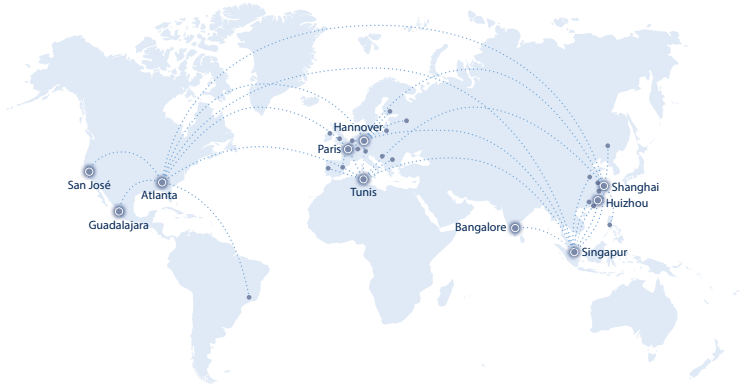 Hannover
Paris
San José
Tunis
Shanghai
Atlanta
Huizhou
Guadalajara
Bangalore
Singapur